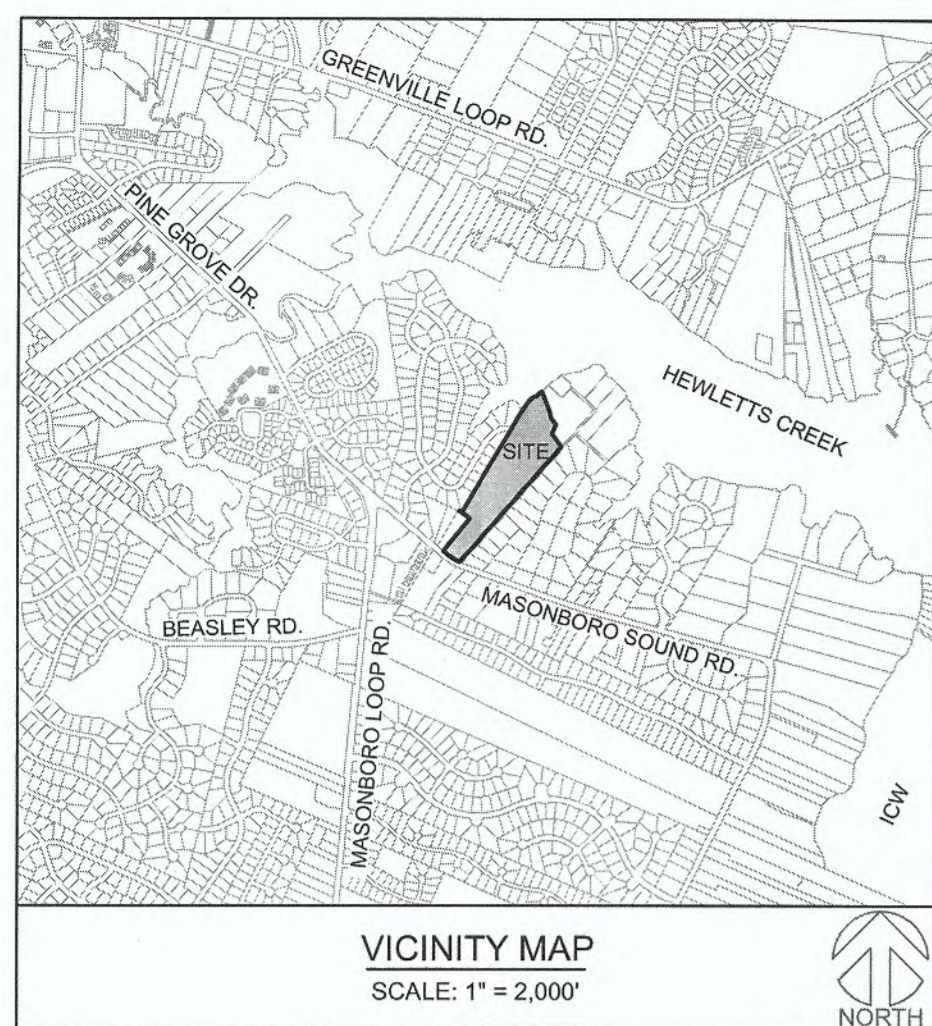 GREENVILLE LOOP RD.
PINE GROVE DR.
HEWLETTS CREEK
SITE
MASONBORO SOUND RD.
BEASLEY RD.
MASONBORO LOOP RD.
ICW
VICINITY MAP
SCALE: 1" = 2,000'
NORTH